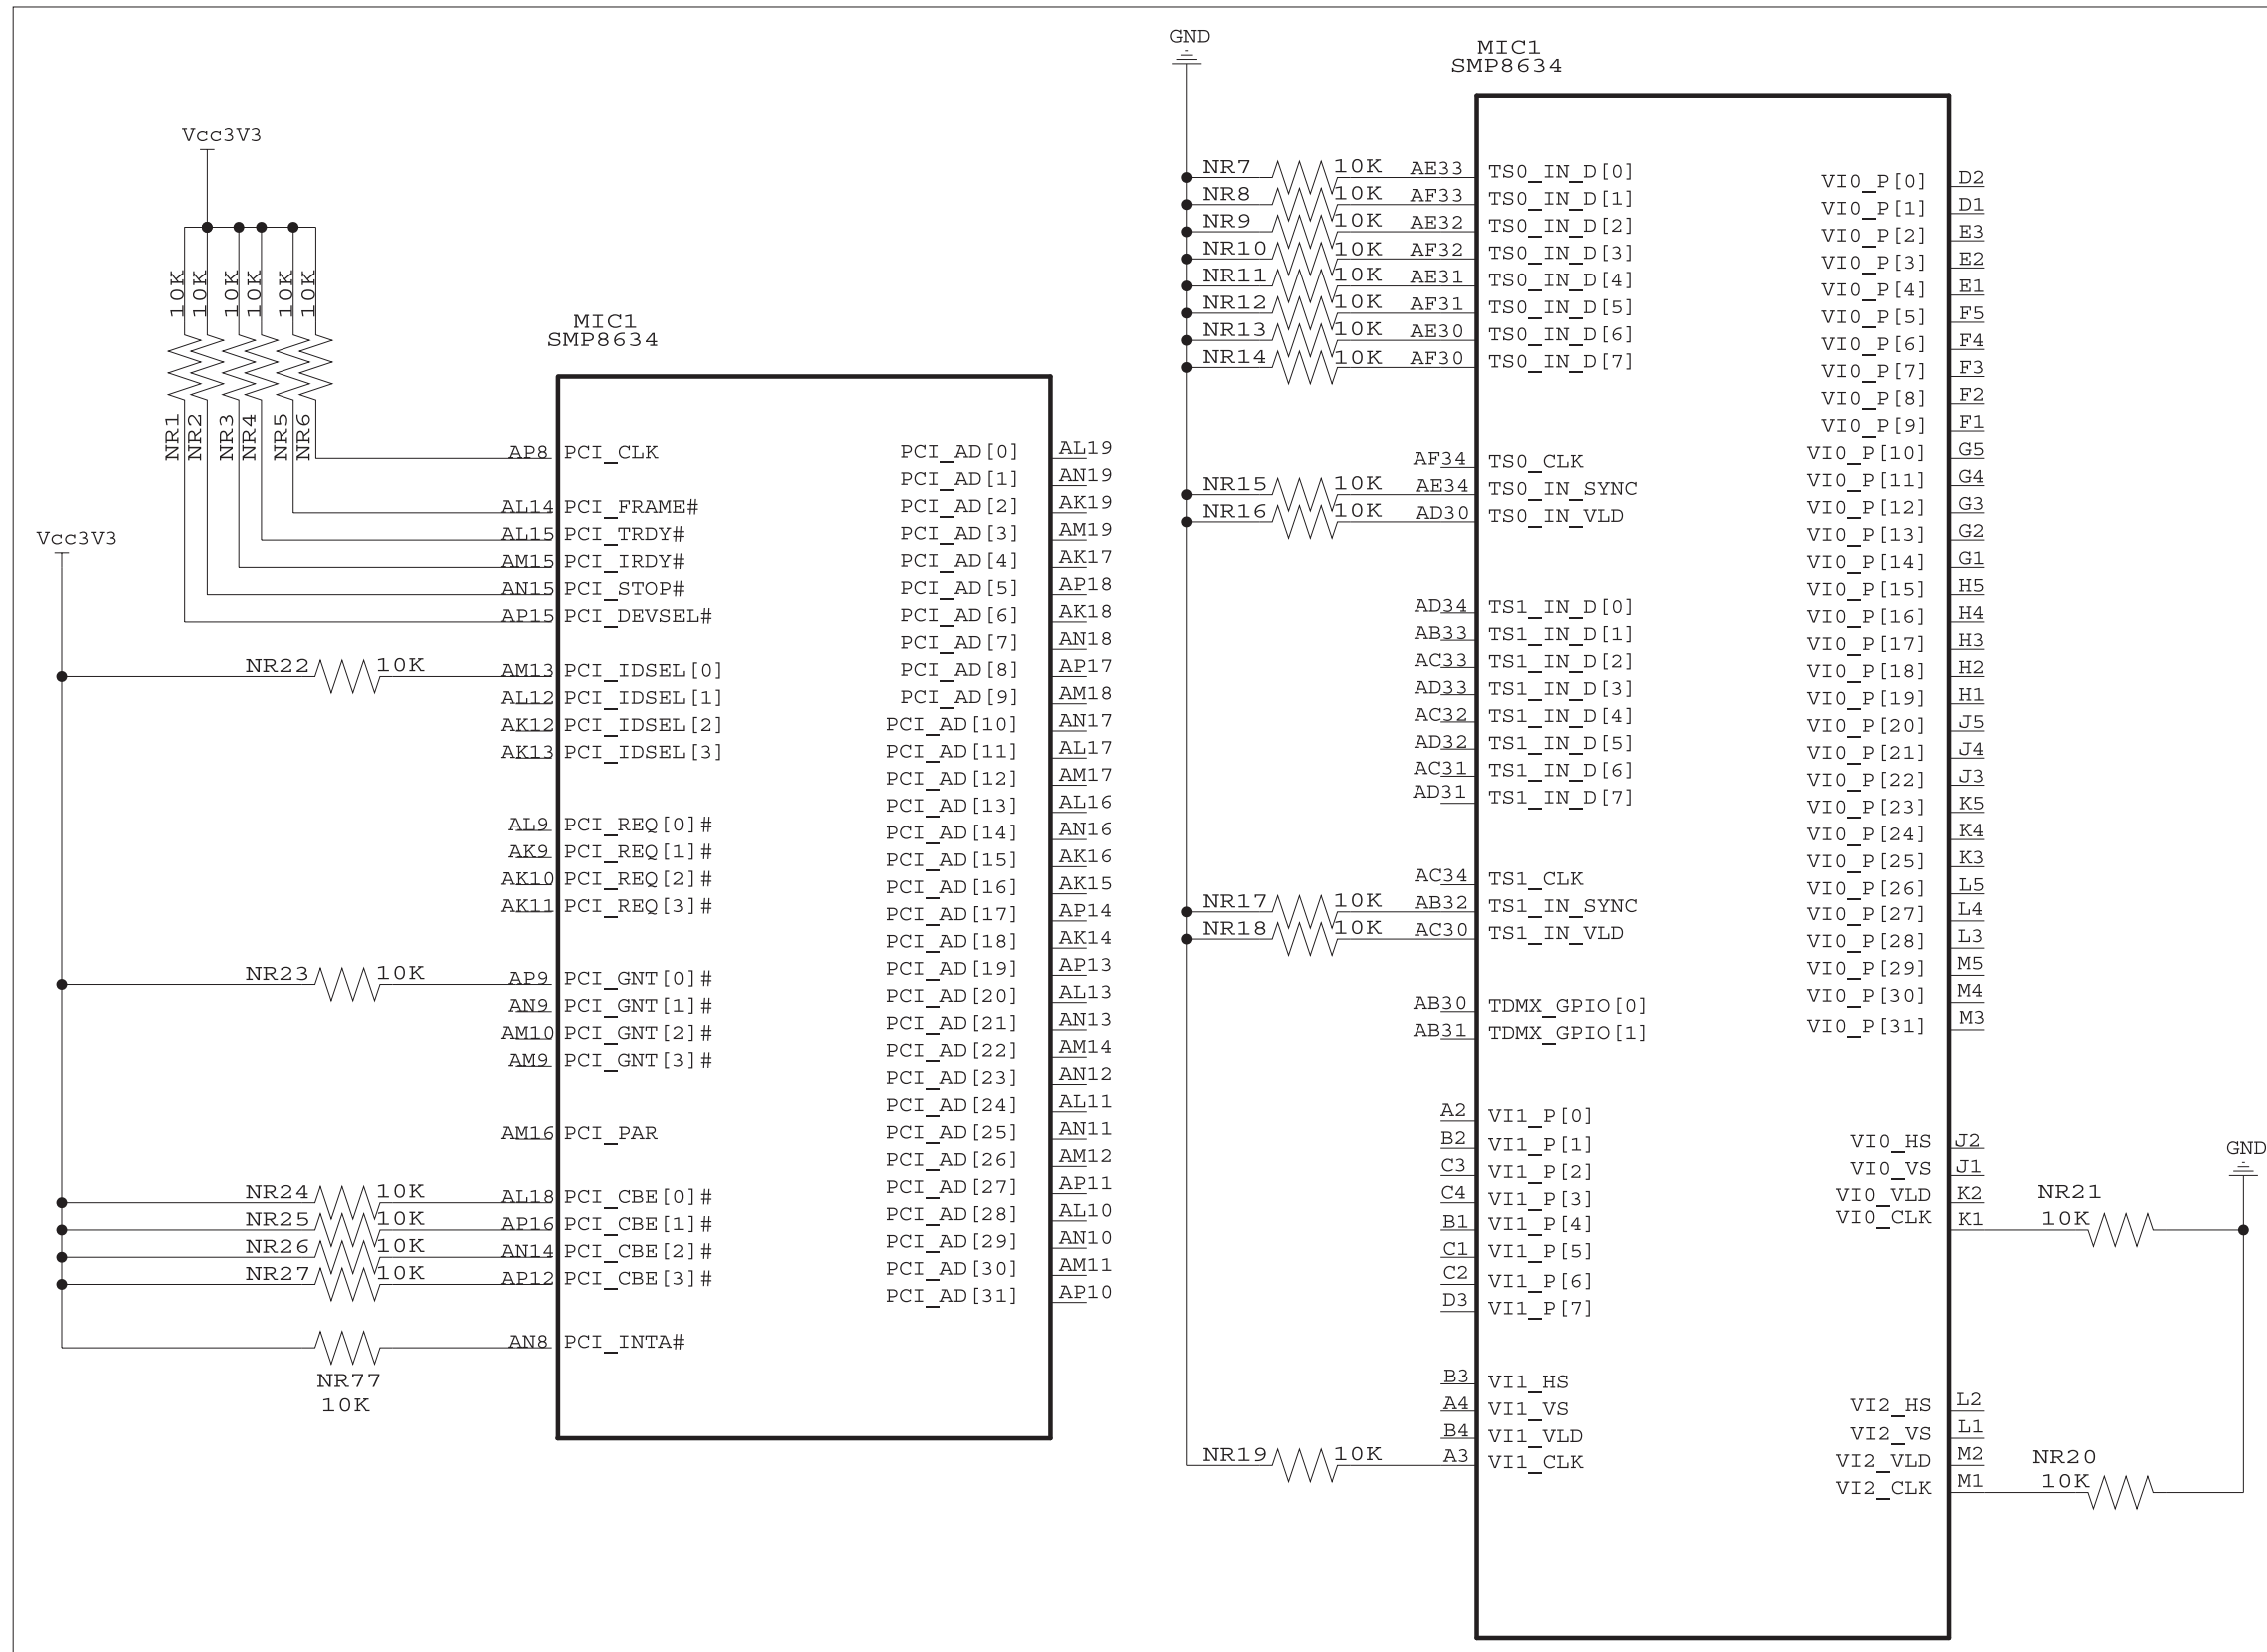 Vcc3V3
10K
10K
10K
10K
10K
10K
NR1
NR2
NR3
NR4
NR5
NR6
Vcc3V3
MIC1
SMP8634
AP8 PCI_CLK
AL14 PCI_FRAME#
AL15 PCI_TRDY#
AM15 PCI_IRDY#
AN15 PCI_STOP#
AP15 PCI_DEVSEL#
NR22 10K AM13 PCI_IDSEL[0]
AL12 PCI_IDSEL[1]
AK12 PCI_IDSEL[2]
AK13 PCI_IDSEL[3]
AL9 PCI_REQ[0]#
AK9 PCI_REQ[1]#
AK10 PCI_REQ[2]#
AK11 PCI_REQ[3]#
NR23 10K AP9 PCI_GNT[0]#
AN9 PCI_GNT[1]#
AM10 PCI_GNT[2]#
AM9 PCI_GNT[3]#
AM16 PCI_PAR
NR24 10K AL18 PCI_CBE[0]#
NR25 10K AP16 PCI_CBE[1]#
NR26 10K AN14 PCI_CBE[2]#
NR27 10K AP12 PCI_CBE[3]#
AN8 PCI_INTA#
NR77
10K
PCI_AD[0] AL19
PCI_AD[1] AN19
PCI_AD[2] AK19
PCI_AD[3] AM19
PCI_AD[4] AK17
PCI_AD[5] AP18
PCI_AD[6] AK18
PCI_AD[7] AN18
PCI_AD[8] AP17
PCI_AD[9] AM18
PCI_AD[10] AN17
PCI_AD[11] AL17
PCI_AD[12] AM17
PCI_AD[13] AL16
PCI_AD[14] AN16
PCI_AD[15] AK16
PCI_AD[16] AK15
PCI_AD[17] AP14
PCI_AD[18] AK14
PCI_AD[19] AP13
PCI_AD[20] AL13
PCI_AD[21] AN13
PCI_AD[22] AM14
PCI_AD[23] AN12
PCI_AD[24] AL11
PCI_AD[25] AN11
PCI_AD[26] AM12
PCI_AD[27] AP11
PCI_AD[28] AL10
PCI_AD[29] AN10
PCI_AD[30] AM11
PCI_AD[31] AP10
GND
MIC1
SMP8634
NR7 10K AE33 TS0_IN_D[0]
NR8 10K AF33 TS0_IN_D[1]
NR9 10K AE32 TS0_IN_D[2]
NR10 10K AF32 TS0_IN_D[3]
NR11 10K AE31 TS0_IN_D[4]
NR12 10K AF31 TS0_IN_D[5]
NR13 10K AE30 TS0_IN_D[6]
NR14 10K AF30 TS0_IN_D[7]
AF34 TS0_CLK
NR15 10K AE34 TS0_IN_SYNC
NR16 10K AD30 TS0_IN_VLD
AD34 TS1_IN_D[0]
AB33 TS1_IN_D[1]
AC33 TS1_IN_D[2]
AD33 TS1_IN_D[3]
AC32 TS1_IN_D[4]
AD32 TS1_IN_D[5]
AC31 TS1_IN_D[6]
AD31 TS1_IN_D[7]
AC34 TS1_CLK
NR17 10K AB32 TS1_IN_SYNC
NR18 10K AC30 TS1_IN_VLD
AB30 TDMX_GPIO[0]
AB31 TDMX_GPIO[1]
A2 VI1_P[0]
B2 VI1_P[1]
C3 VI1_P[2]
C4 VI1_P[3]
B1 VI1_P[4]
C1 VI1_P[5]
C2 VI1_P[6]
D3 VI1_P[7]
B3 VI1_HS
A4 VI1_VS
B4 VI1_VLD
NR19 10K A3 VI1_CLK
VI0_P[0] D2
VI0_P[1] D1
VI0_P[2] E3
VI0_P[3] E2
VI0_P[4] E1
VI0_P[5] F5
VI0_P[6] F4
VI0_P[7] F3
VI0_P[8] F2
VI0_P[9] F1
VI0_P[10] G5
VI0_P[11] G4
VI0_P[12] G3
VI0_P[13] G2
VI0_P[14] G1
VI0_P[15] H5
VI0_P[16] H4
VI0_P[17] H3
VI0_P[18] H2
VI0_P[19] H1
VI0_P[20] J5
VI0_P[21] J4
VI0_P[22] J3
VI0_P[23] K5
VI0_P[24] K4
VI0_P[25] K3
VI0_P[26] L5
VI0_P[27] L4
VI0_P[28] L3
VI0_P[29] M5
VI0_P[30] M4
VI0_P[31] M3
GND
VI0_HS J2
VI0_VS J1
VI0_VLD K2 NR21
VI0_CLK K1 10K
VI2_HS L2
VI2_VS L1
VI2_VLD M2 NR20
VI2_CLK M1 10K